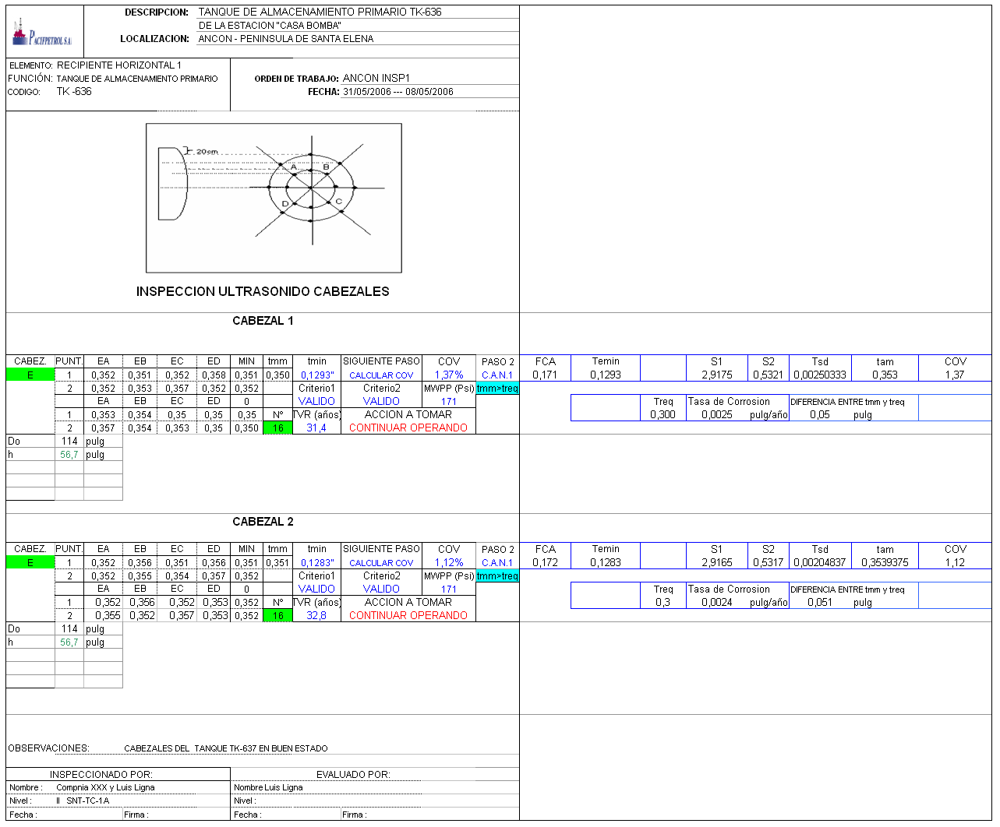 PACIFPETROL S.A.
DESCRIPCION: TANQUE DE ALMACENAMIENTO PRIMARIO TK-636
DE LA ESTACION "CASA BOMBA"
LOCALIZACION: ANCON - PENINSULA DE SANTA ELENA
ELEMENTO: RECIPIENTE HORIZONTAL 1
FUNCIÓN: TANQUE DE ALMACENAMIENTO PRIMARIO
CODIGO: TK -636
ORDEN DE TRABAJO: ANCON INSP1
FECHA: 31/05/2006 --- 08/05/2006
20cm
A B
D C
INSPECCION ULTRASONIDO CABEZALES
CABEZAL 1
CABEZ. PUNT. EA EB EC ED MIN tmm tmin SIGUIENTE PASO COV PASO 2 FCA Temin S1 S2 Tsd tam COV
E 1 0,352 0,351 0,352 0,358 0,351 0,350 0,1293" CALCULAR COV 1,37% C.A.N.1 0,171 0,1293 2,9175 0,5321 0,00250333 0,353 1,37
2 0,352 0,353 0,357 0,352 0,352 Criterio1 Criterio2 MWPP (Psi) tmm>treq
EA EB EC ED 0 VALIDO VALIDO 171 Treq Tasa de Corrosion DIFERENCIA ENTRE tmm y treq
1 0,353 0,354 0,35 0,35 0,35 Nº TVR (años) ACCION A TOMAR 0,300 0,0025 pulg/año 0,05 pulg
2 0,357 0,364 0,353 0,35 0,350 16 31,4 CONTINUAR OPERANDO
Do 114 pulg
h 56,7 pulg
CABEZAL 2
CABEZ. PUNT. EA EB EC ED MIN tmm tmin SIGUIENTE PASO COV PASO 2 FCA Temin S1 S2 Tsd tam COV
E 1 0,352 0,356 0,351 0,356 0,351 0,351 0,1283" CALCULAR COV 1,12% C.A.N.1 0,172 0,1283 2,9165 0,5317 0,00204837 0,3539375 1,12
2 0,352 0,355 0,354 0,357 0,352 Criterio1 Criterio2 MWPP (Psi) tmm>treq
EA EB EC ED 0 VALIDO VALIDO 171 Treq Tasa de Corrosion DIFERENCIA ENTRE tmm y treq
1 0,352 0,356 0,352 0,353 0,352 Nº TVR (años) ACCION A TOMAR 0,3 0,0024 pulg/año 0,051 pulg
2 0,355 0,352 0,357 0,353 0,352 16 32,8 CONTINUAR OPERANDO
Do 114 pulg
h 56,7 pulg
OBSERVACIONES: CABEZALES DEL TANQUE TK-637 EN BUEN ESTADO
INSPECCIONADO POR: EVALUADO POR:
Nombre : Compnia XXX y Luis Ligna Nombre Luis Ligna
Nivel : II SNT-TC-1A Nivel :
Fecha : Firma : Fecha : Firma :